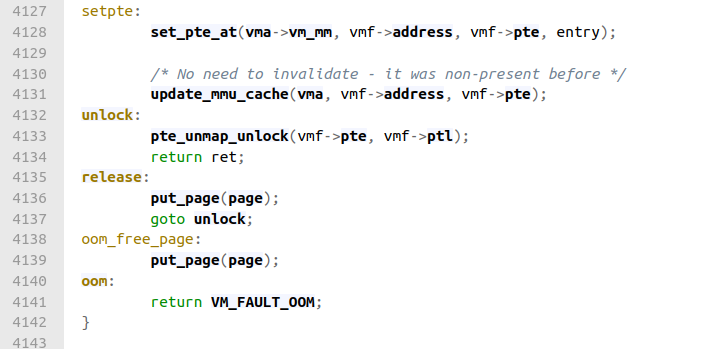 4127 setpte:
4128 set_pte_at(vma->vm_mm, vmf->address, vmf->pte, entry);
4129
4130 /* No need to invalidate - it was non-present before */
4131 update_mmu_cache(vma, vmf->address, vmf->pte);
4132 unlock:
4133 pte_unmap_unlock(vmf->pte, vmf->ptl);
4134 return ret;
4135 release:
4136 put_page(page);
4137 goto unlock;
4138 oom_free_page:
4139 put_page(page);
4140 oom:
4141 return VM_FAULT_OOM;
4142 }
4143